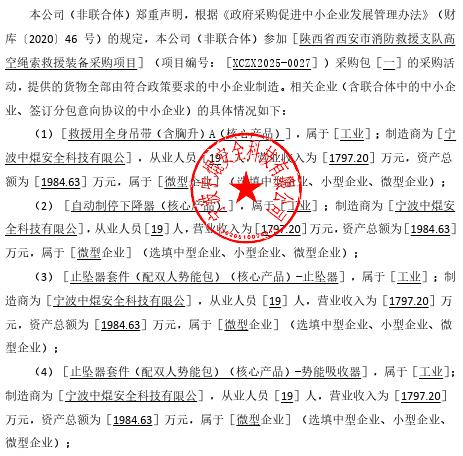 本公司（非联合体）郑重声明，根据《政府采购促进中小企业发展管理办法》（财
库〔2020〕46 号）的规定，本公司（非联合体）参加［陕西省西安市消防救援支队高
空绳索救援装备采购项目］（项目编号：［XCZX2025-0027］）采购包［一］的采购活
动，提供的货物全部由符合政策要求的中小企业制造。相关企业（含联合体中的中小企
业、签订分包意向协议的中小企业）的具体情况如下：
（1）［救援用全身吊带（含胸升）A（核心产品）］，属于［工业］；制造商为［宁
波中焜安全科技有限公］，从业人员［19］人，营业收入为［1797.20］万元，资产总
额为［1984.63］万元，属于［微型企业］（选填中型企业、小型企业、微型企业）；
（2）［自动制停下降器（核心产品）］，属于［工业］；制造商为［宁波中焜安
全科技有限公］，从业人员［19］人，营业收入为［1797.20］万元，资产总额为［1984.63］
万元，属于［微型企业］（选填中型企业、小型企业、微型企业）；
（3）［止坠器套件（配双人势能包）（核心产品）-止坠器］，属于［工业］；制
造商为［宁波中焜安全科技有限公］，从业人员［19］人，营业收入为［1797.20］万
元，资产总额为［1984.63］万元，属于［微型企业］（选填中型企业、小型企业、微
型企业）；
（4）［止坠器套件（配双人势能包）（核心产品）-势能吸收器］，属于［工业］；
制造商为［宁波中焜安全科技有限公］，从业人员［19］人，营业收入为［1797.20］
万元，资产总额为［1984.63］万元，属于［微型企业］（选填中型企业、小型企业、
微型企业）；